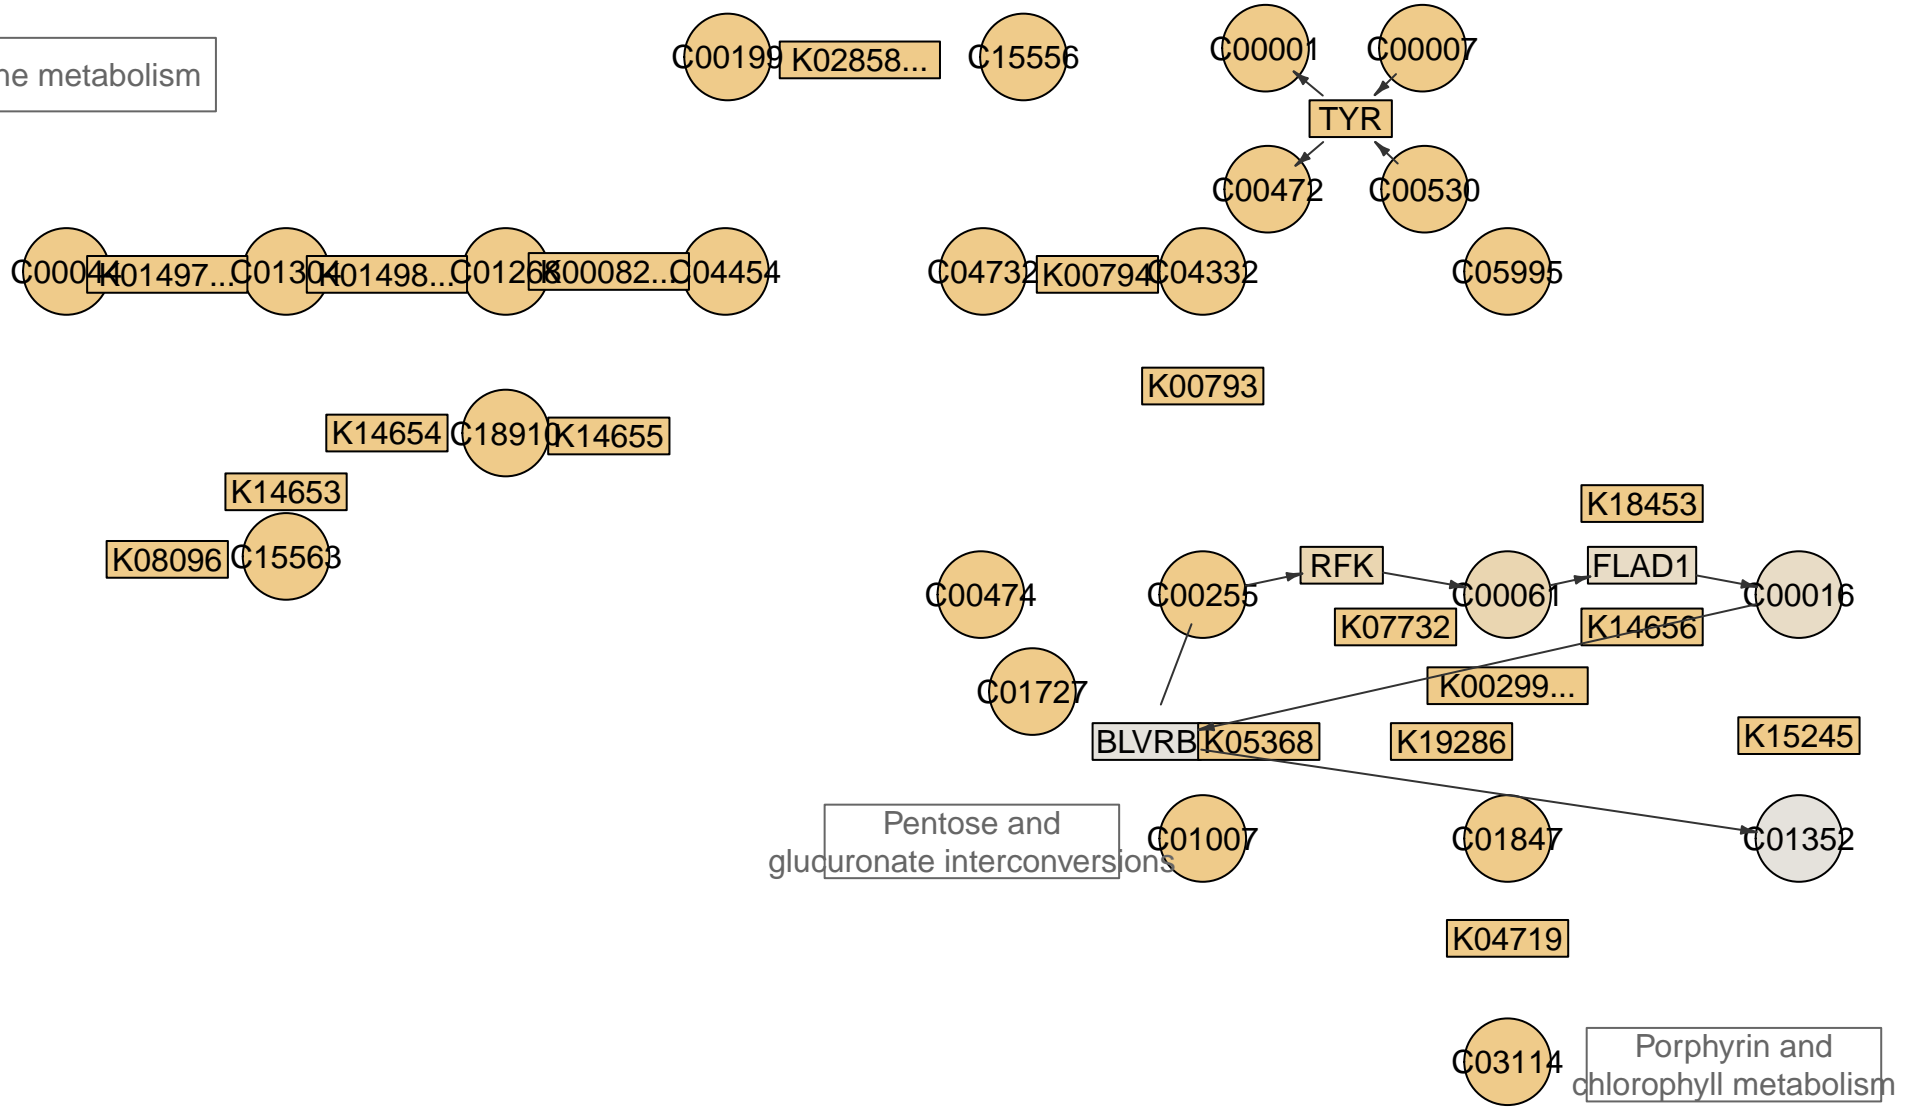 C00199
K02858...
C15556
C00001
C00007
ne metabolism
TYR
C00472
C00530
C00044
K01497...
C01304
K01498...
C01268
K00082...
C04454
C04732
K00794
C04332
C05995
K00793
K14654
C18910
K14655
K14653
K18453
K08096
C15563
C00474
C00255
RFK
C00061
FLAD1
C00016
K07732
K14656
C01727
K00299...
BLVRB
K05368
K19286
K15245
Pentose and
glucuronate interconversions
C01007
C01847
C01352
K04719
C03114
Porphyrin and
chlorophyll metabolism